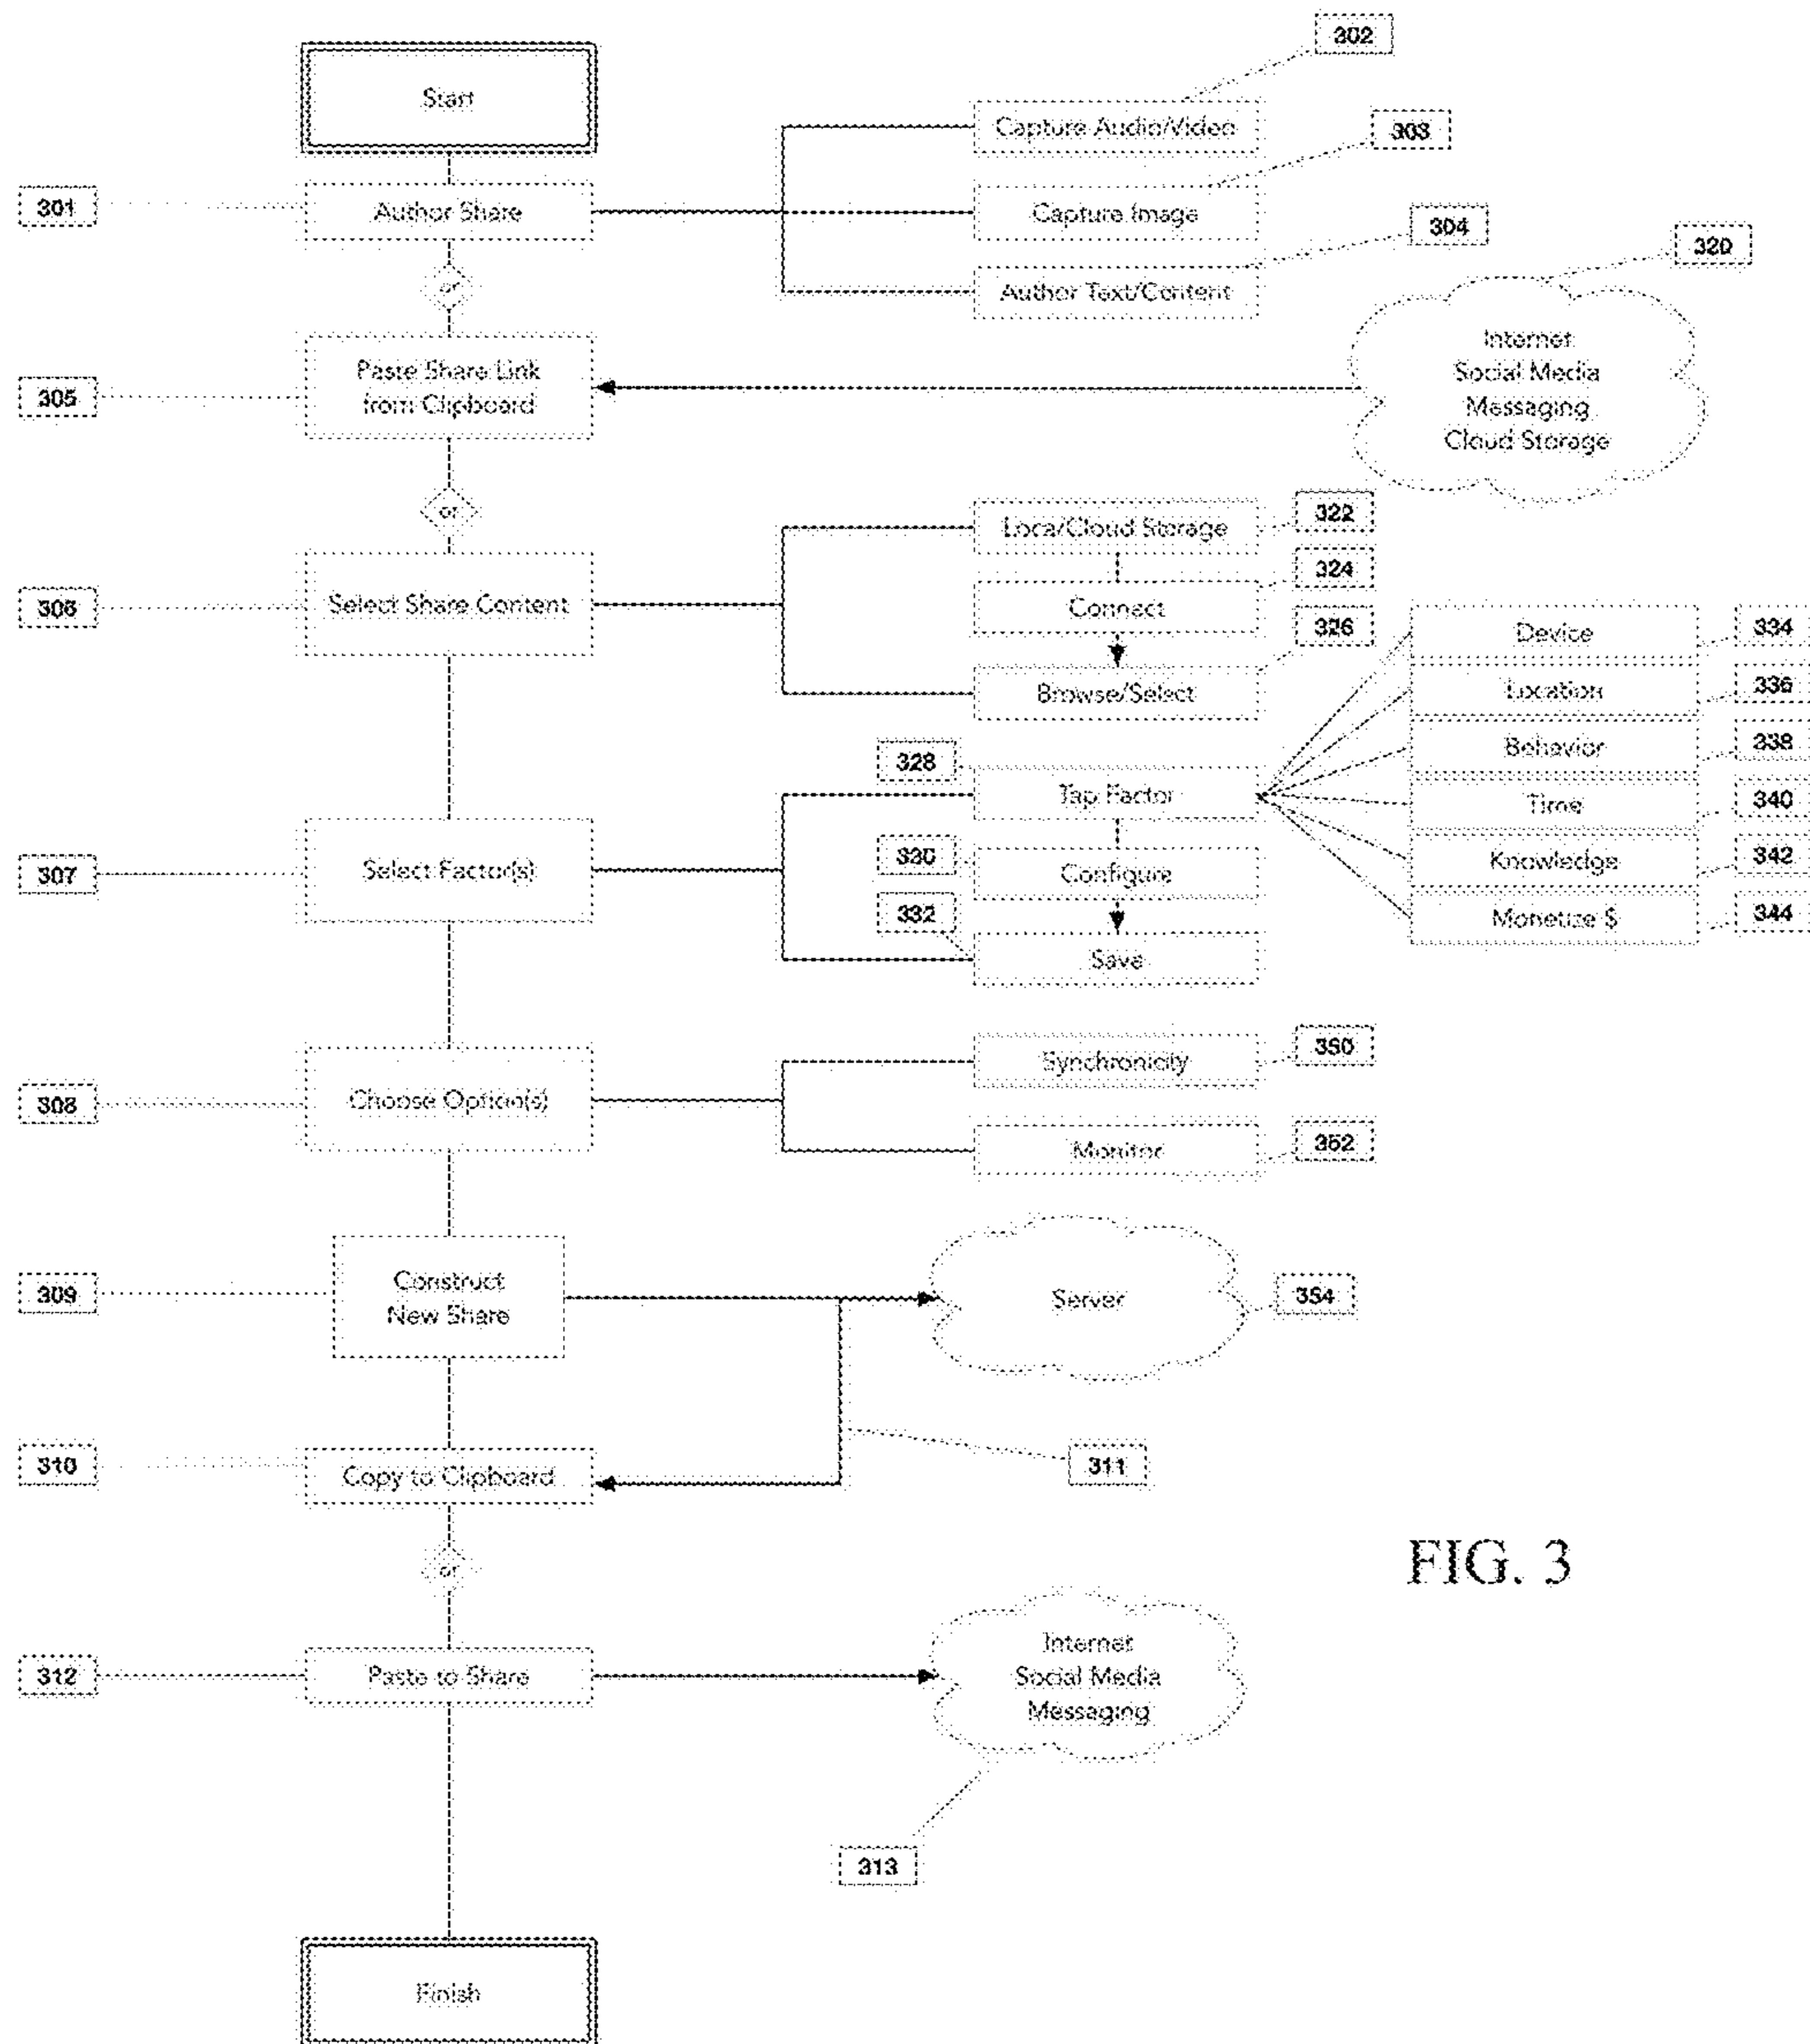 302
Start
Capture Audio/Video
303
301
Author Share
Capture Image
304
320
or
Author Text/Content
305
Paste Share Link
from Clipboard
Internet
Social Media
Messaging
Cloud Storage
or
Loca/Cloud Storage
322
324
306
Select Share Content
Connect
326
Device
334
Browse/Select
Location
336
328
Behavior
338
Tap Factor
Time
340
307
Select Factor(s)
330
Configure
Knowledge
342
332
Monetize $
344
Save
Synchronicity
350
308
Choose Option(s)
Monitor
352
309
Construct
New Share
Server
354
310
Copy to Clipboard
311
or
FIG. 3
312
Paste to Share
Internet
Social Media
Messaging
313
Finish